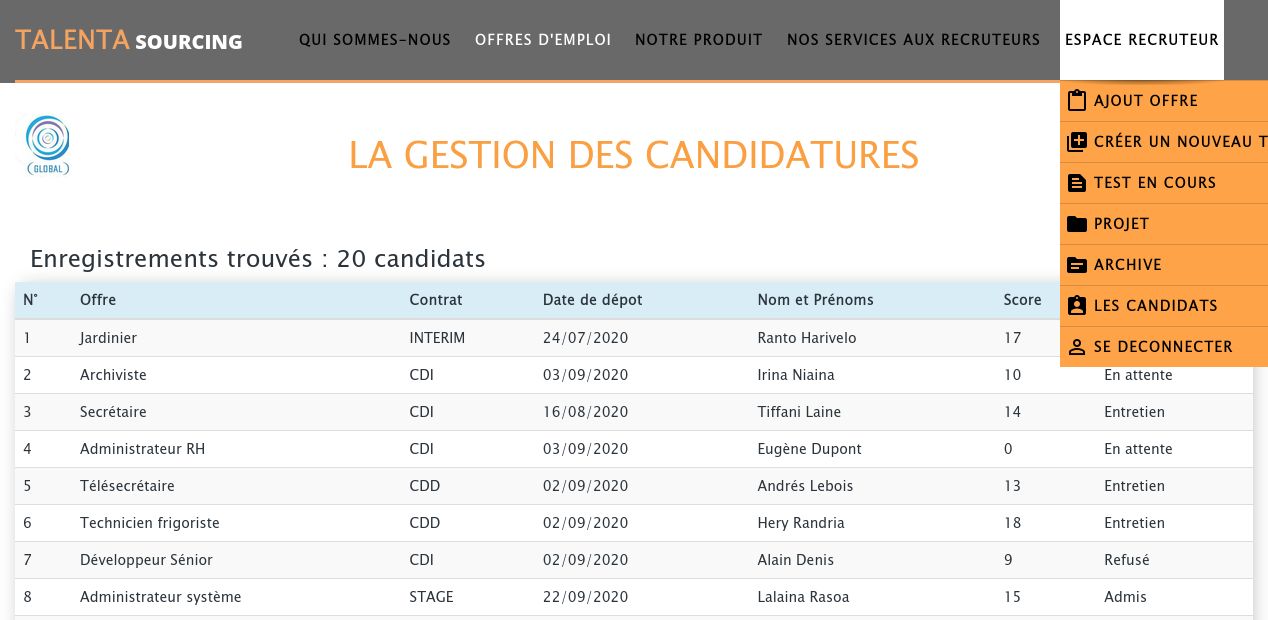 TALENTA SOURCING QUI SOMMES-NOUS OFFRES D'EMPLOI NOTRE PRODUIT NOS SERVICES AUX RECRUTEURS ESPACE RECRUTEUR
AJOUT OFFRE
CRÉER UN NOUVEAU T
TEST EN COURS
PROJET
ARCHIVE
LES CANDIDATS
SE DECONNECTER
GLOBAL
LA GESTION DES CANDIDATURES
Enregistrements trouvés : 20 candidats
N° Offre Contrat Date de dépot Nom et Prénoms Score
1 Jardinier INTERIM 24/07/2020 Ranto Harivelo 17
2 Archiviste CDI 03/09/2020 Irina Niaina 10 En attente
3 Secrétaire CDI 16/08/2020 Tiffani Laine 14 Entretien
4 Administrateur RH CDI 03/09/2020 Eugène Dupont 0 En attente
5 Télésecrétaire CDD 02/09/2020 Andrés Lebois 13 Entretien
6 Technicien frigoriste CDD 02/09/2020 Hery Randria 18 Entretien
7 Développeur Sénior CDI 02/09/2020 Alain Denis 9 Refusé
8 Administrateur système STAGE 22/09/2020 Lalaina Rasoa 15 Admis